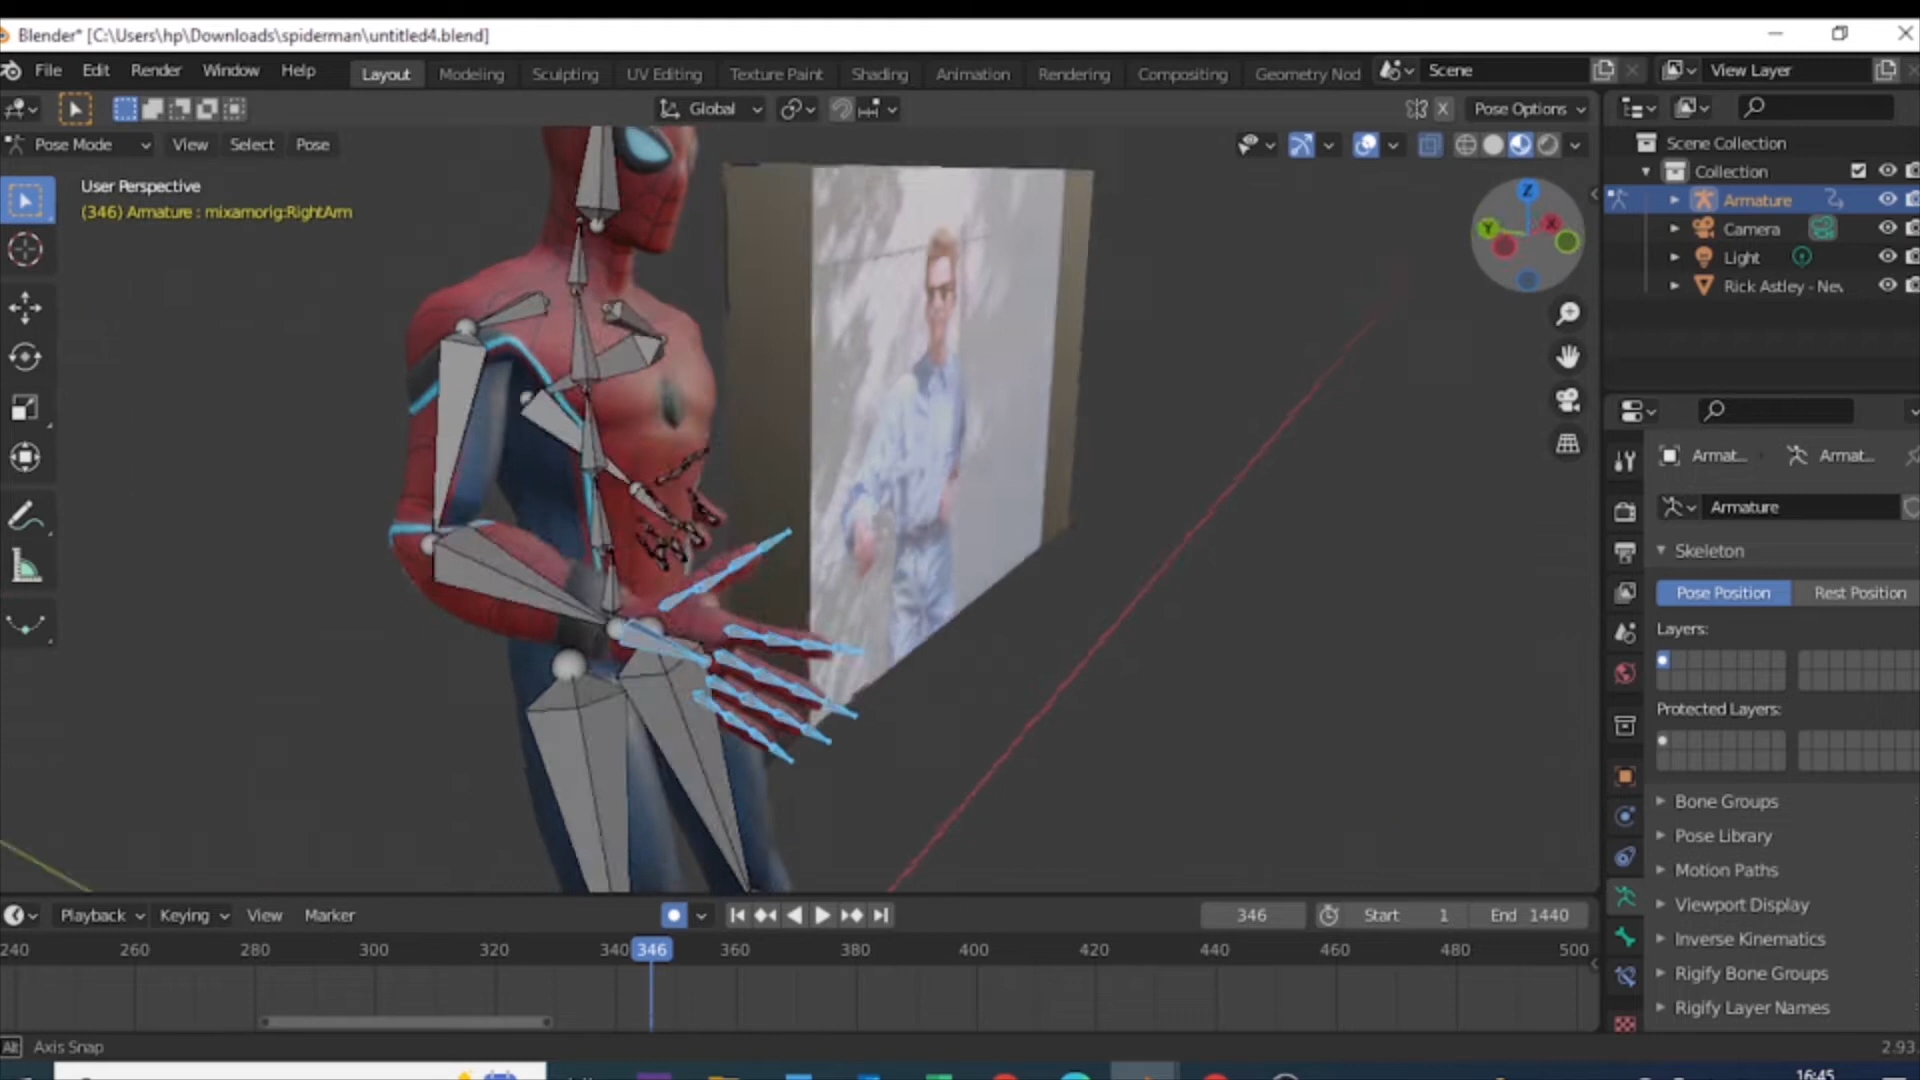 Blender* [C:\Users\hp\Downloads\spiderman\untitled4.blend]
File Edit Render Window Help Layout Modeling Sculpting UV Editing Texture Paint Shading Animation Rendering Compositing Geometry Nod Scene View Layer
Global X Pose Options
Pose Mode View Select Pose
Scene Collection
Collection
User Perspective
(346) Armature : mixamorig:RightArm
Armature
Camera
Light
Rick Astley - Nev
Z
Y X
Armat... Armat...
Armature
Skeleton
Pose Position Rest Position
Layers:
Protected Layers:
Bone Groups
Pose Library
Motion Paths
Viewport Display
Inverse Kinematics
Rigify Bone Groups
Rigify Layer Names
Playback Keying View Marker 346 Start 1 End 1440
240 260 280 300 320 340 346 360 380 400 420 440 460 480 500
Alt Axis Snap 2.93.
16:45